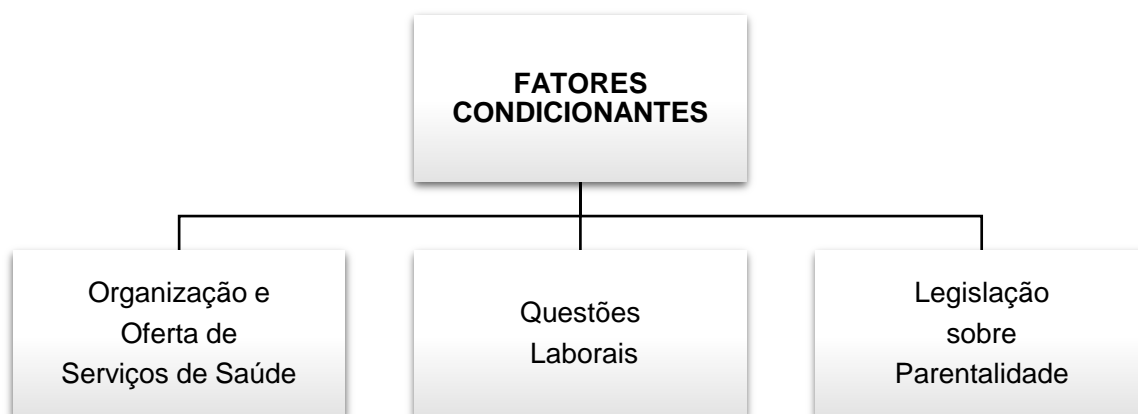 FATORES
CONDICIONANTES
Organização e
Oferta de
Serviços de Saúde
Questões
Laborais
Legislação
sobre
Parentalidade